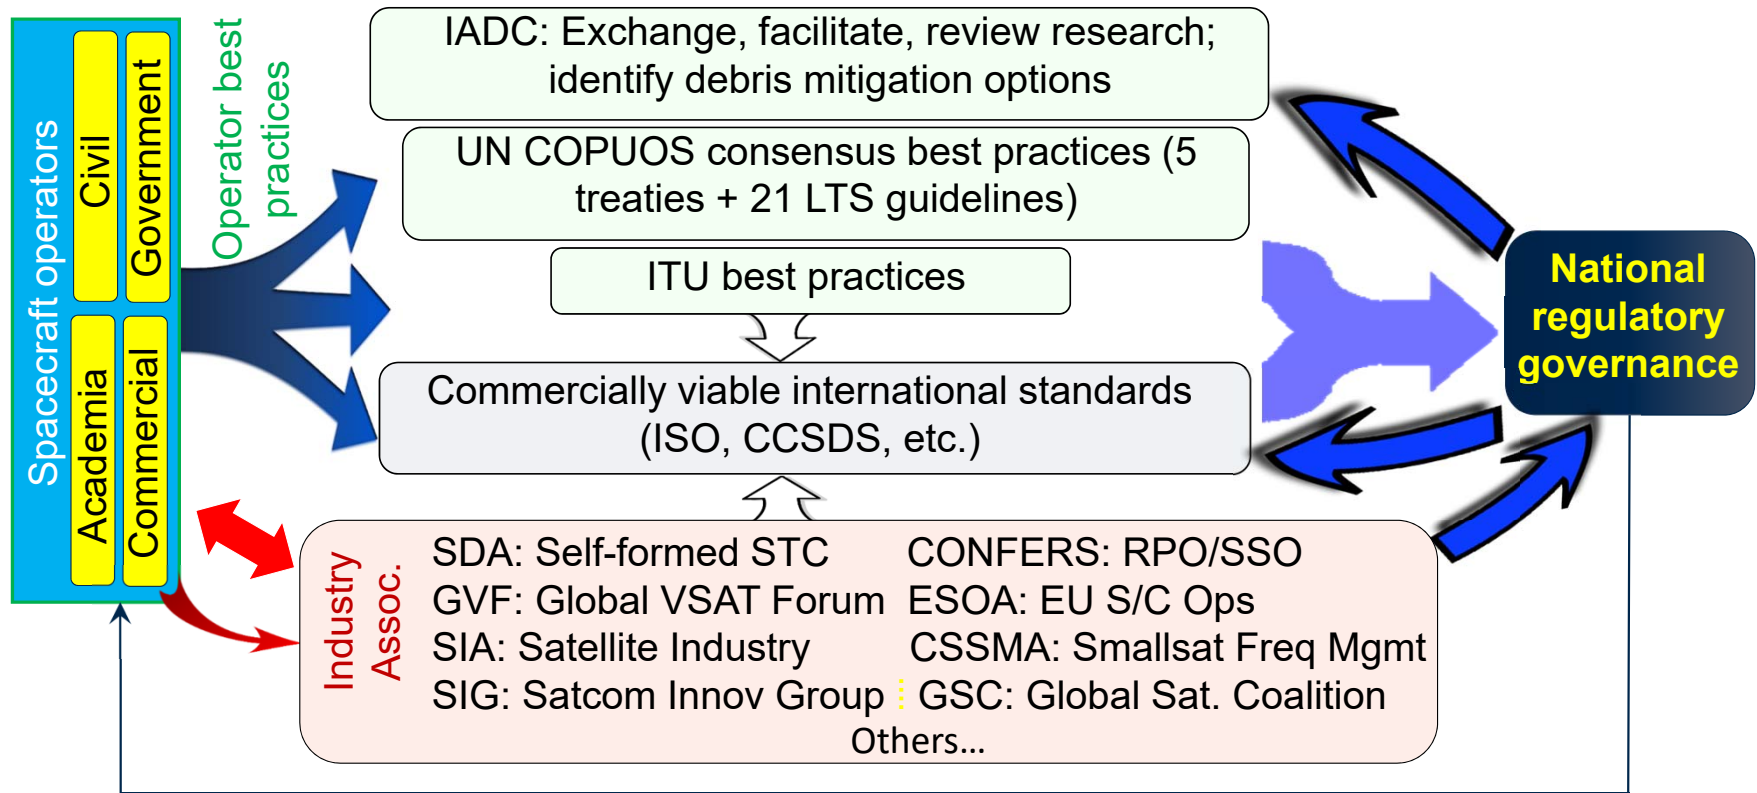 Spacecraft operators
Civil
Government
Academia
Commercial
Operator best
practices
IADC: Exchange, facilitate, review research;
identify debris mitigation options
UN COPUOS consensus best practices (5
treaties + 21 LTS guidelines)
ITU best practices
Commercially viable international standards
(ISO, CCSDS, etc.)
National
regulatory
governance
Industry
Assoc.
SDA: Self-formed STC CONFERS: RPO/SSO
GVF: Global VSAT Forum ESOA: EU S/C Ops
SIA: Satellite Industry CSSMA: Smallsat Freq Mgmt
SIG: Satcom Innov Group GSC: Global Sat. Coalition
Others...